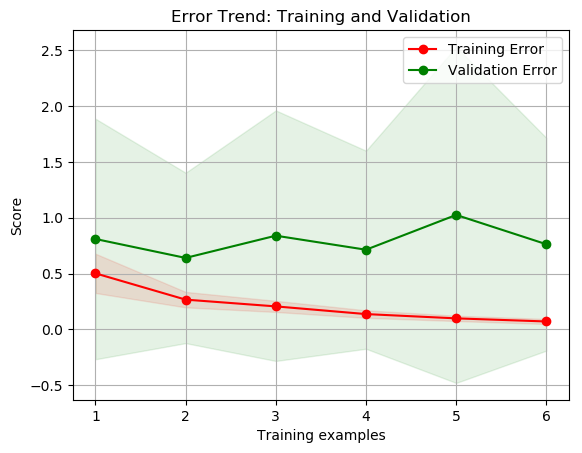 Error Trend: Training and Validation
Training Error
Validation Error
Score
2.5
2.0
1.5
1.0
0.5
0.0
−0.5
1 2 3 4 5 6
Training examples